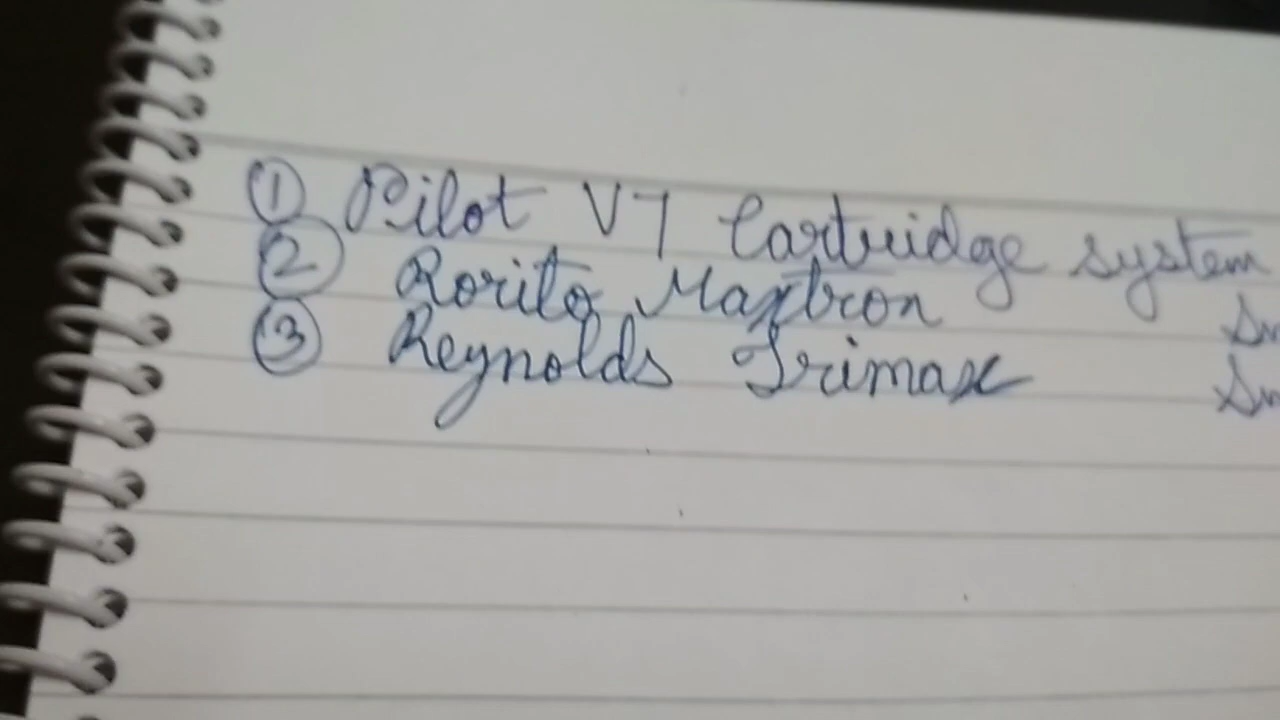 ① Pilot V7 Cartridge system
② Rorito Maxtron
③ Reynolds Trimax